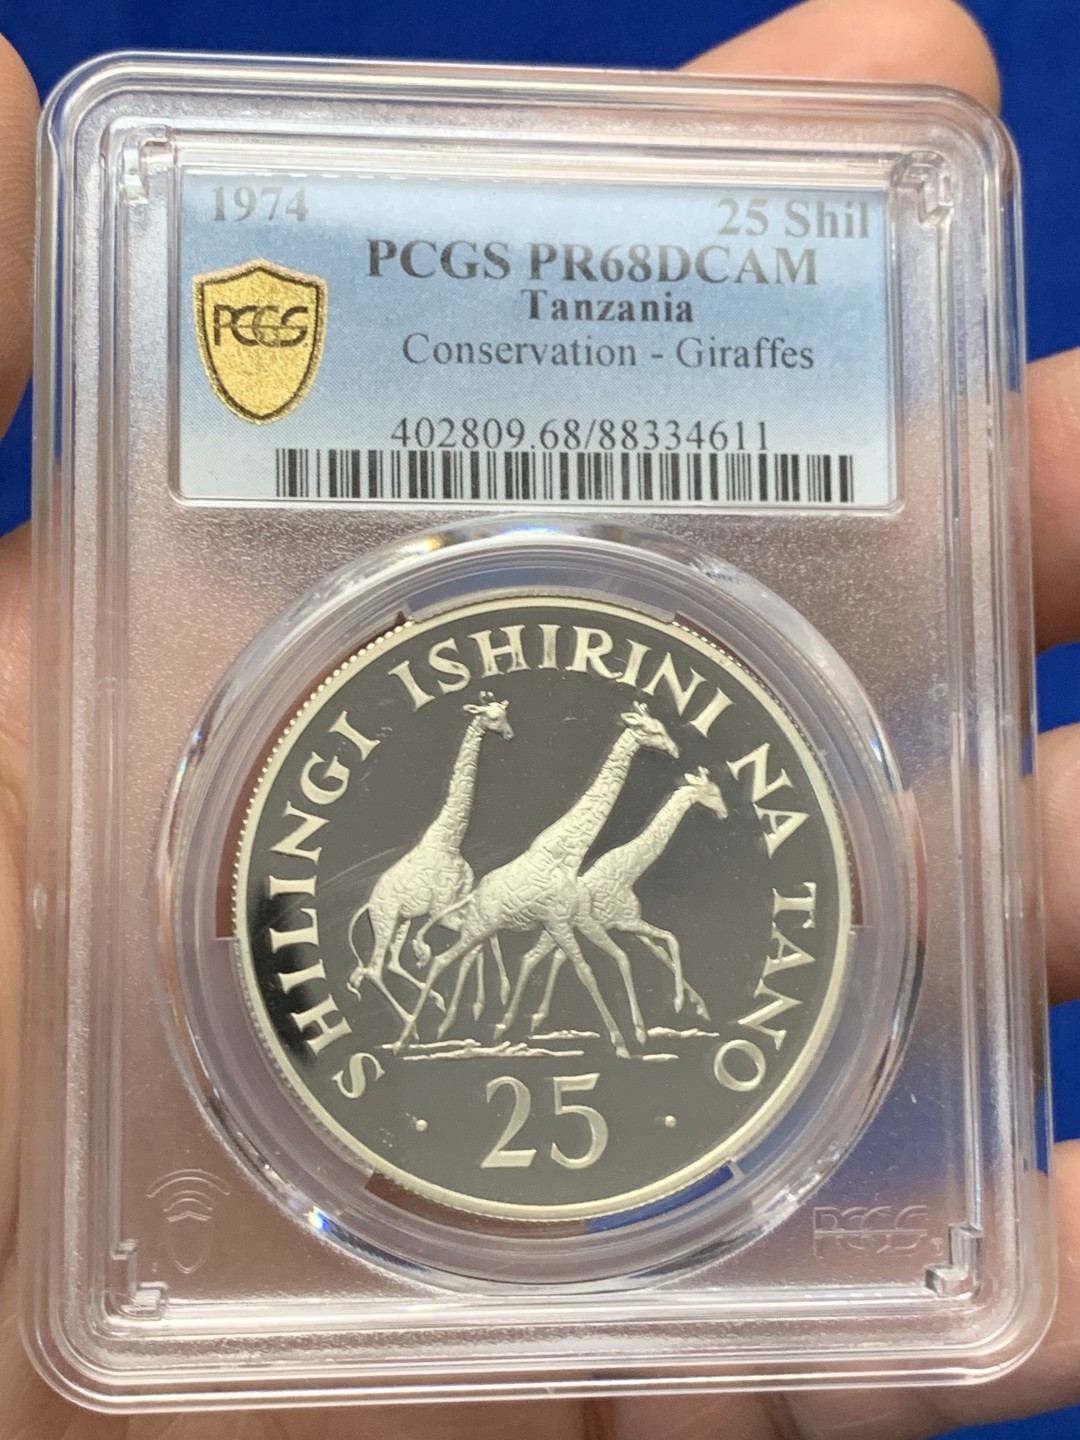 1974
25 Shil
PCGS PR68DCAM
PCGS
Tanzania
Conservation - Giraffes
402809.68/88334611
SHILINGI ISHIRINI NA TANO
· 25 ·
PCGS